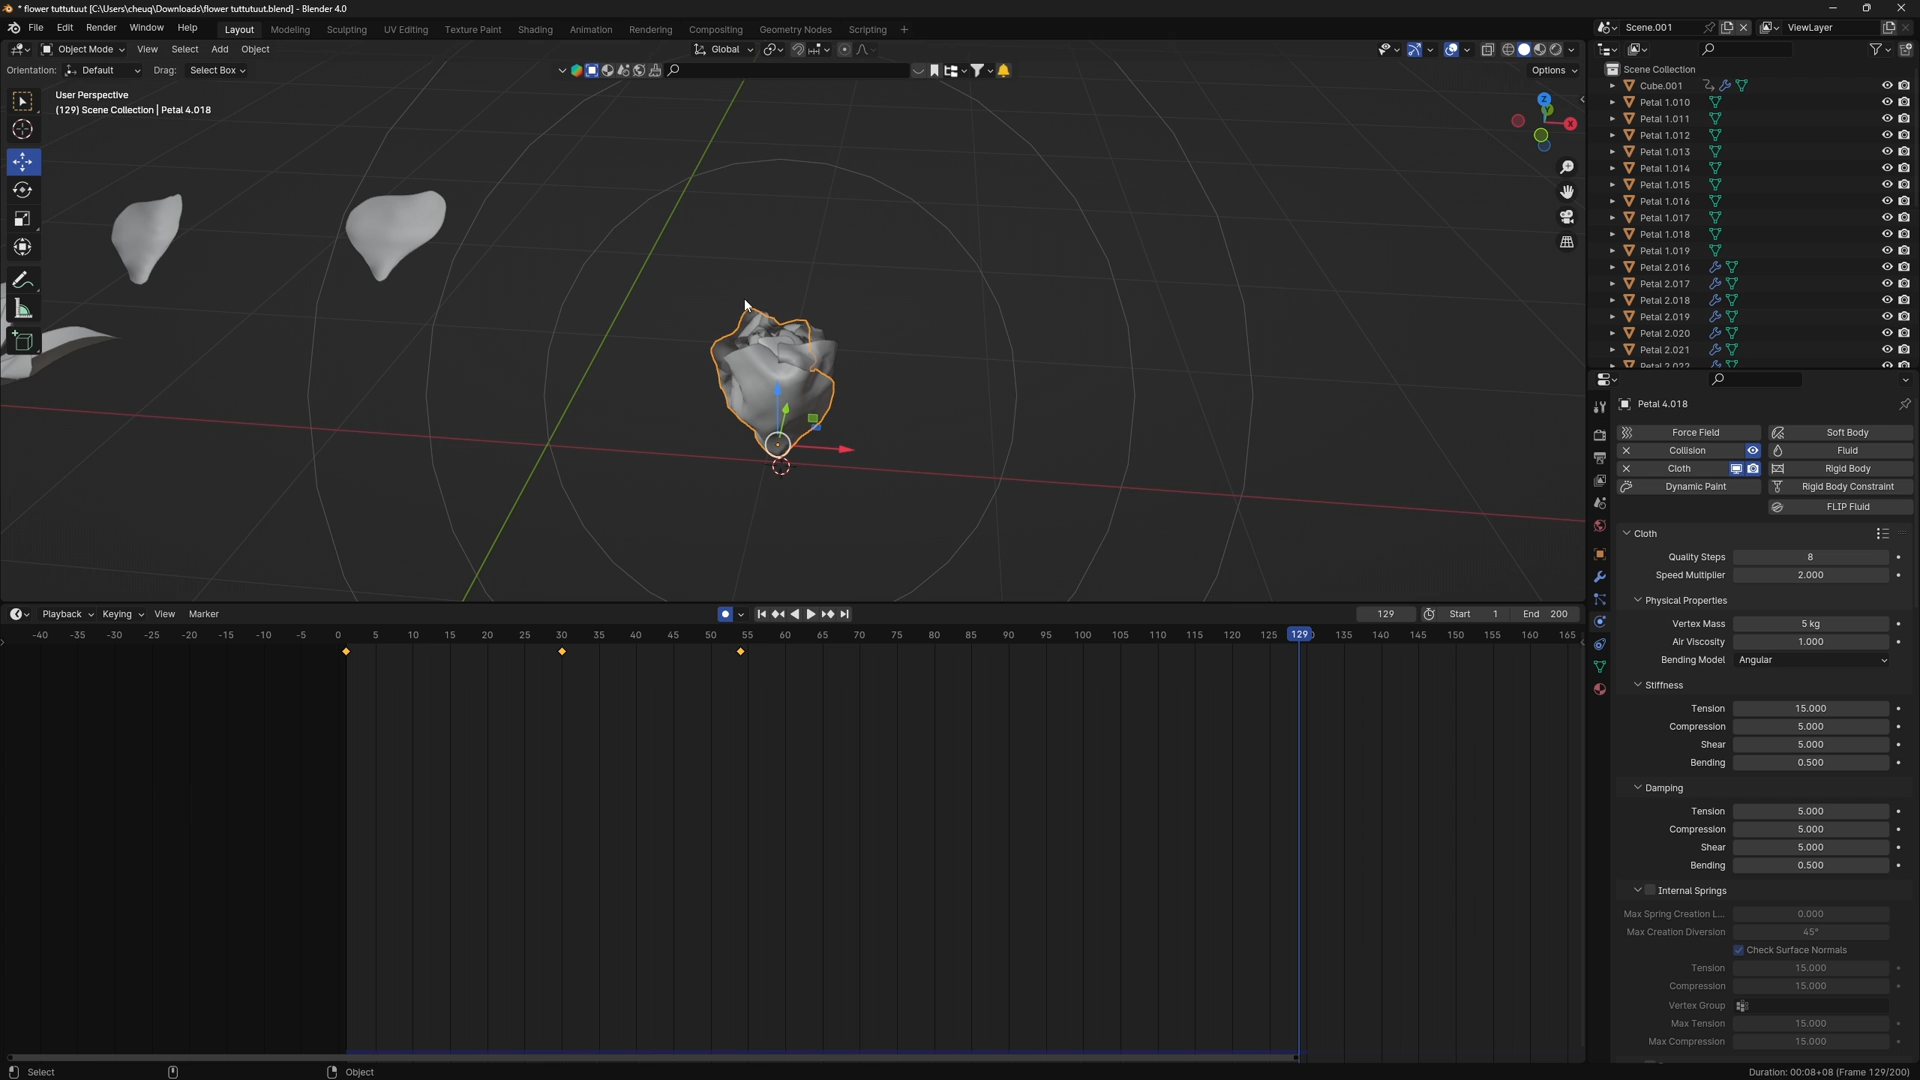 * flower tuttutuut [C:\Users\cheuq\Downloads\flower tuttutuut.blend] - Blender 4.0
File Edit Render Window Help Layout Modeling Sculpting UV Editing Texture Paint Shading Animation Rendering Compositing Geometry Nodes Scripting + Scene.001 ViewLayer
Object Mode View Select Add Object Global
Orientation: Default Drag: Select Box Options
User Perspective
(129) Scene Collection | Petal 4.018
X
Z
Scene Collection
Cube.001
Petal 1.010
Petal 1.011
Petal 1.012
Petal 1.013
Petal 1.014
Petal 1.015
Petal 1.016
Petal 1.017
Petal 1.018
Petal 1.019
Petal 2.016
Petal 2.017
Petal 2.018
Petal 2.019
Petal 2.020
Petal 2.021
Petal 2.022
Petal 4.018
Force Field Soft Body
Collision Fluid
Cloth Rigid Body
Dynamic Paint Rigid Body Constraint
FLIP Fluid
Cloth
Quality Steps 8
Speed Multiplier 2.000
Physical Properties
Vertex Mass 5 kg
Air Viscosity 1.000
Bending Model Angular
Stiffness
Tension 15.000
Compression 5.000
Shear 5.000
Bending 0.500
Damping
Tension 5.000
Compression 5.000
Shear 5.000
Bending 0.500
Internal Springs
Max Spring Creation L... 0.000
Max Creation Diversion 45°
Check Surface Normals
Tension 15.000
Compression 15.000
Vertex Group
Max Tension 15.000
Max Compression 15.000
Playback Keying View Marker 129 Start 1 End 200
-40 -35 -30 -25 -20 -15 -10 -5 0 5 10 15 20 25 30 35 40 45 50 55 60 65 70 75 80 85 90 95 100 105 110 115 120 125 129 135 140 145 150 155 160 165
Select Object Duration: 00:08+08 (Frame 129/200)